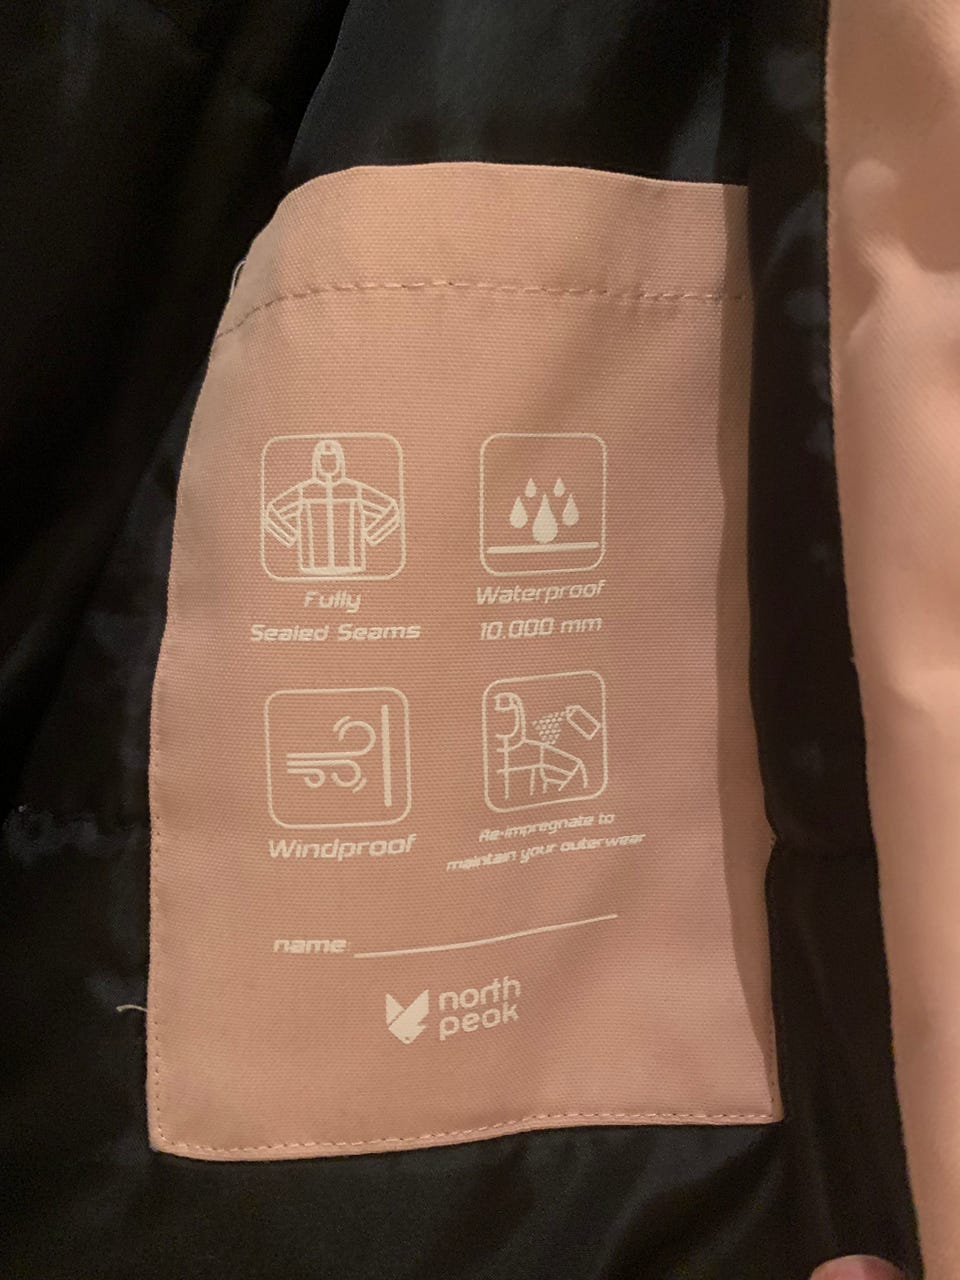 Fully
Sealed Seams
Waterproof
10.000 mm
Windproof
Re-impregnate to
maintain your outerwear
name:
north
peak